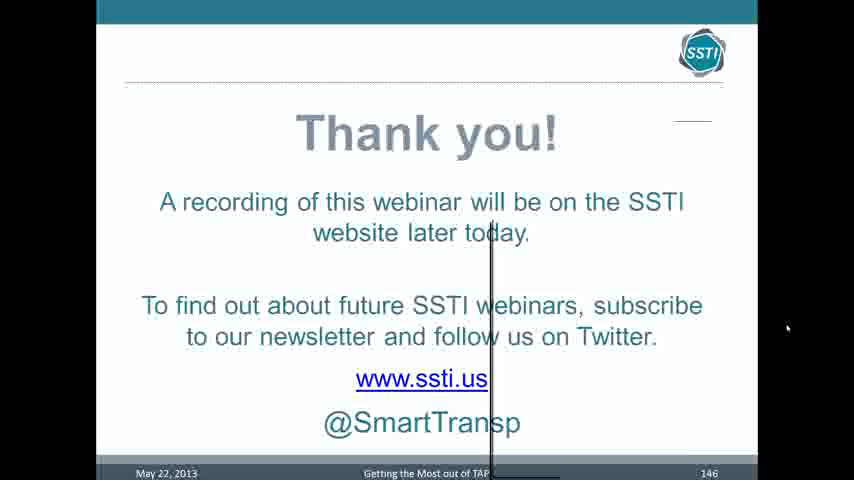 SSTI
Thank you!
A recording of this webinar will be on the SSTI
website later today.
To find out about future SSTI webinars, subscribe
to our newsletter and follow us on Twitter.
www.ssti.us
@SmartTransp
May 22, 2013
Getting the Most out of TAP
146